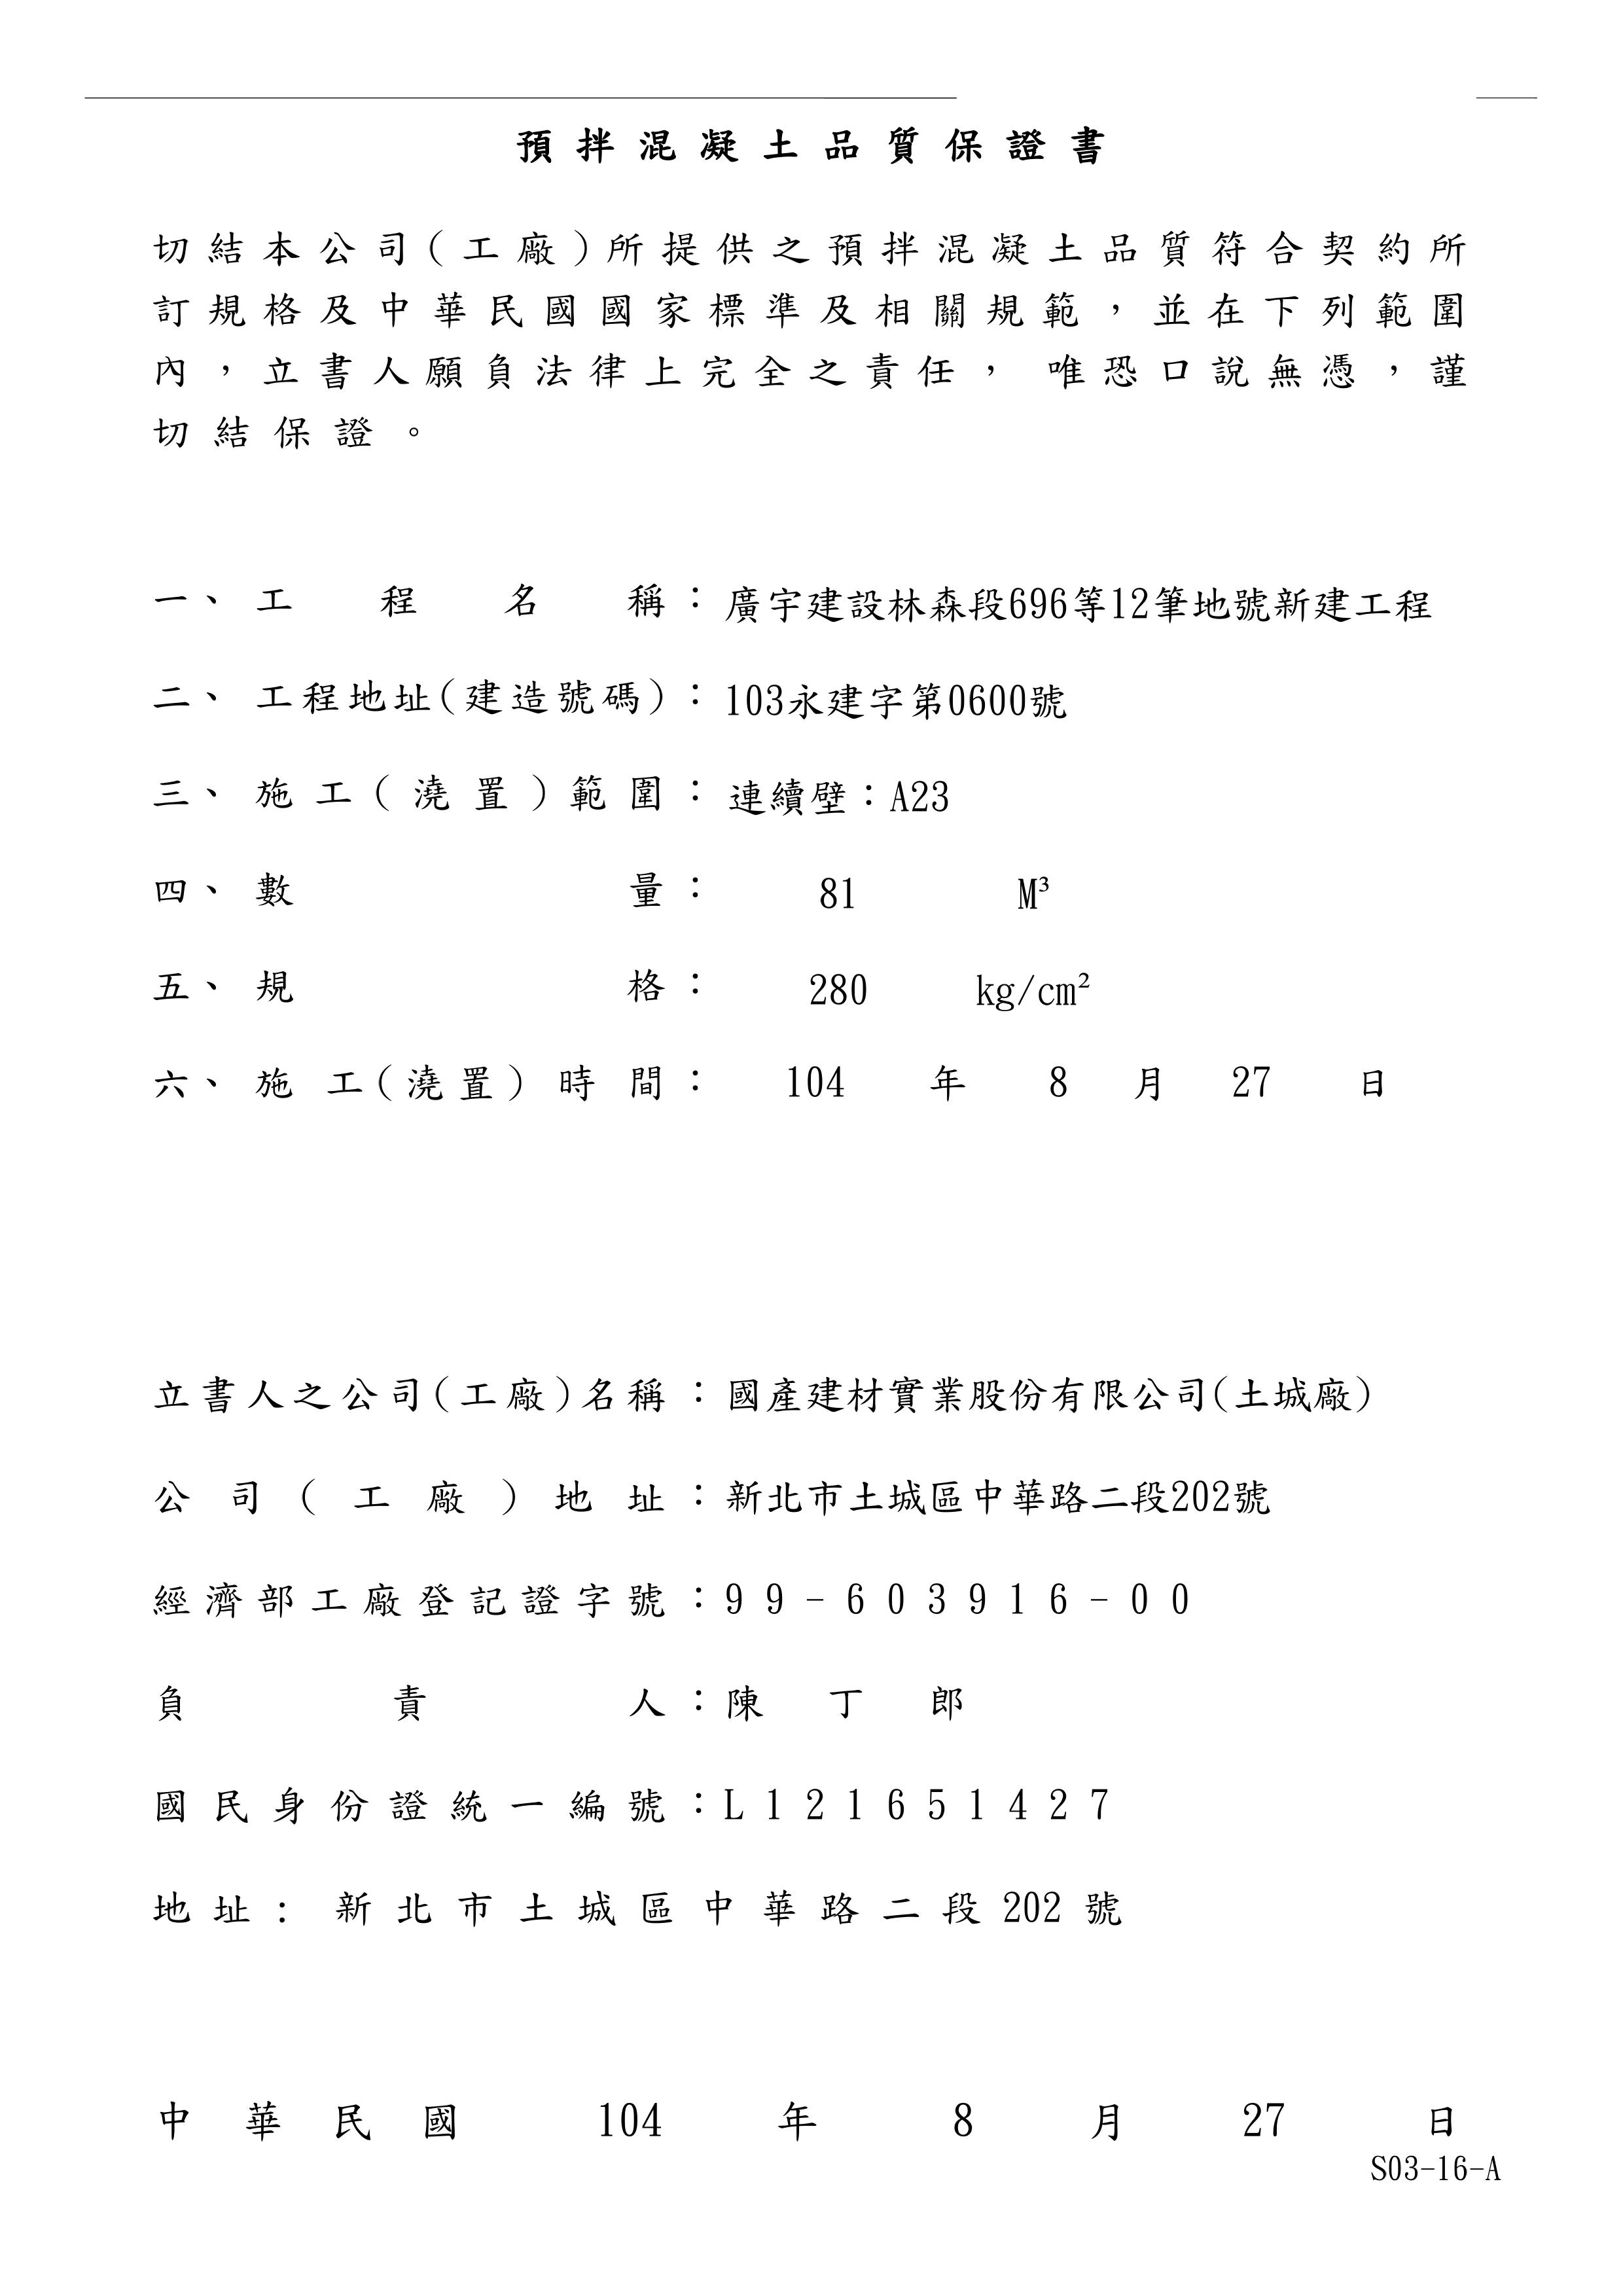 預拌混凝土品質保證書
切結本公司(工廠)所提供之預拌混凝土品質符合契約所
訂規格及中華民國國家標準及相關規範，並在下列範圍
內，立書人願負法律上完全之責任， 唯恐口說無憑，謹
切結保證。
一、工程名稱：廣宇建設林森段696等12筆地號新建工程
二、工程地址(建造號碼)：103永建字第0600號
三、施工(澆置)範圍：連續壁：A23
四、數量： 81 M³
五、規格： 280 kg/cm²
六、施工(澆置)時間： 104 年 8 月 27 日
立書人之公司(工廠)名稱：國產建材實業股份有限公司(土城廠)
公司(工廠)地址：新北市土城區中華路二段202號
經濟部工廠登記證字號：99-603916-00
負責人：陳丁郎
國民身份證統一編號：L121651427
地址: 新北市土城區中華路二段202號
中華民國 104 年 8 月 27 日
S03-16-A